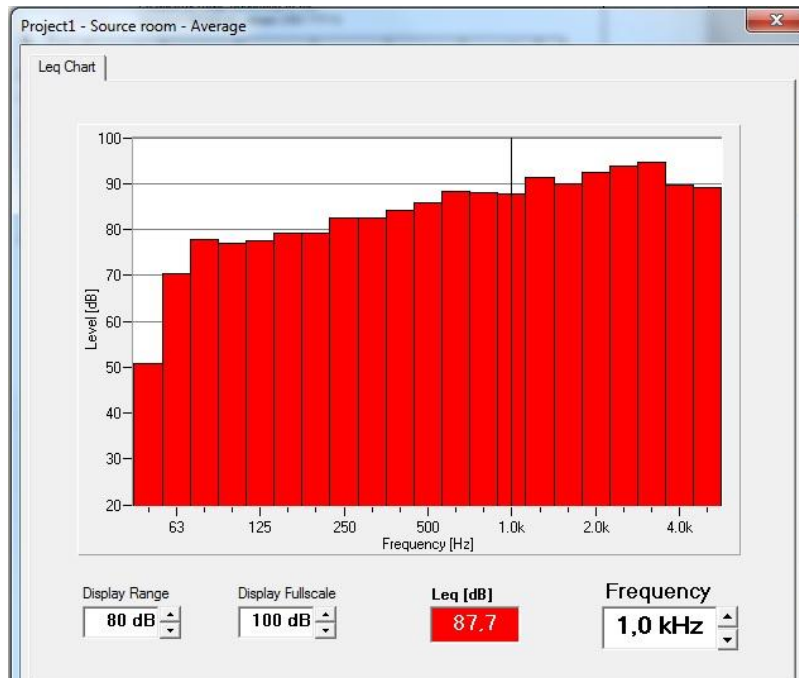 Project1 - Source room - Average
Leq Chart
100
90
80
70
60
50
40
30
20
Level [dB]
63 125 250 500 1.0k 2.0k 4.0k
Frequency [Hz]
Display Range Display Fullscale Leq [dB] Frequency
80 dB 100 dB 87,7 1,0 kHz